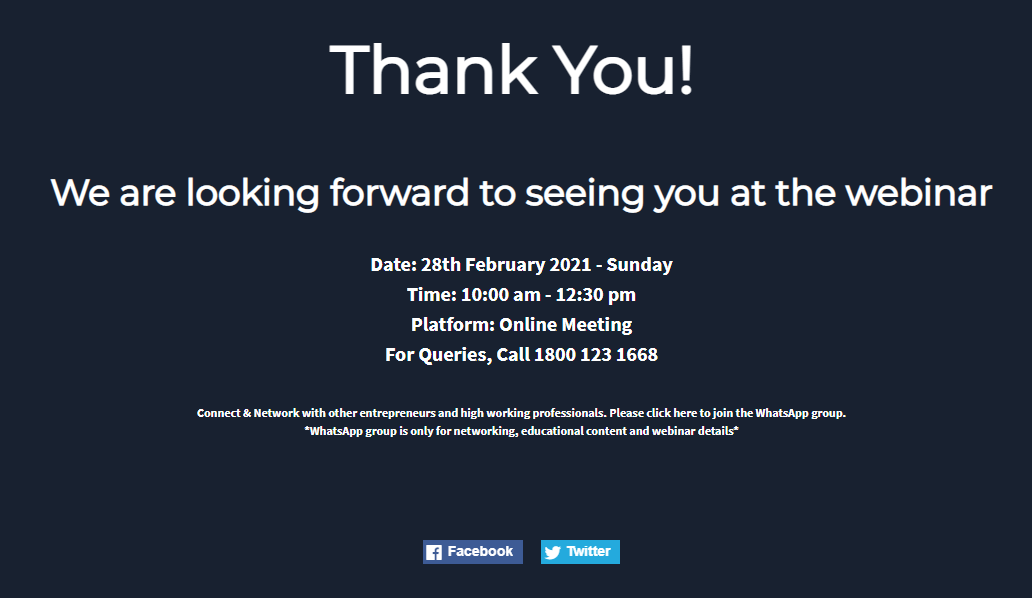 Thank You!
We are looking forward to seeing you at the webinar
Date: 28th February 2021 - Sunday
Time: 10:00 am - 12:30 pm
Platform: Online Meeting
For Queries, Call 1800 123 1668
Connect & Network with other entrepreneurs and high working professionals. Please click here to join the WhatsApp group.
*WhatsApp group is only for networking, educational content and webinar details*
Facebook Twitter